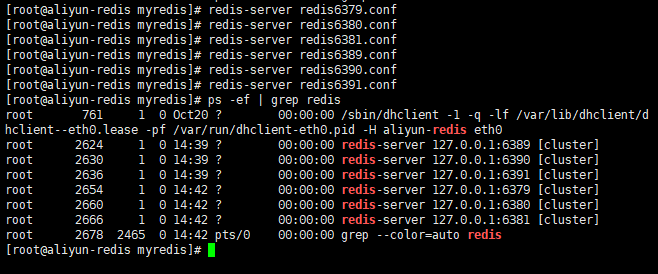 [root@aliyun-redis myredis]# redis-server redis6379.conf
[root@aliyun-redis myredis]# redis-server redis6380.conf
[root@aliyun-redis myredis]# redis-server redis6381.conf
[root@aliyun-redis myredis]# redis-server redis6389.conf
[root@aliyun-redis myredis]# redis-server redis6390.conf
[root@aliyun-redis myredis]# redis-server redis6391.conf
[root@aliyun-redis myredis]# ps -ef | grep redis
root       761     1  0 Oct20 ?        00:00:00 /sbin/dhclient -1 -q -lf /var/lib/dhclient/d
hclient--eth0.lease -pf /var/run/dhclient-eth0.pid -H aliyun-redis eth0
root      2624     1  0 14:39 ?        00:00:00 redis-server 127.0.0.1:6389 [cluster]
root      2630     1  0 14:39 ?        00:00:00 redis-server 127.0.0.1:6390 [cluster]
root      2636     1  0 14:39 ?        00:00:00 redis-server 127.0.0.1:6391 [cluster]
root      2654     1  0 14:42 ?        00:00:00 redis-server 127.0.0.1:6379 [cluster]
root      2660     1  0 14:42 ?        00:00:00 redis-server 127.0.0.1:6380 [cluster]
root      2666     1  0 14:42 ?        00:00:00 redis-server 127.0.0.1:6381 [cluster]
root      2678  2465  0 14:42 pts/0    00:00:00 grep --color=auto redis
[root@aliyun-redis myredis]#